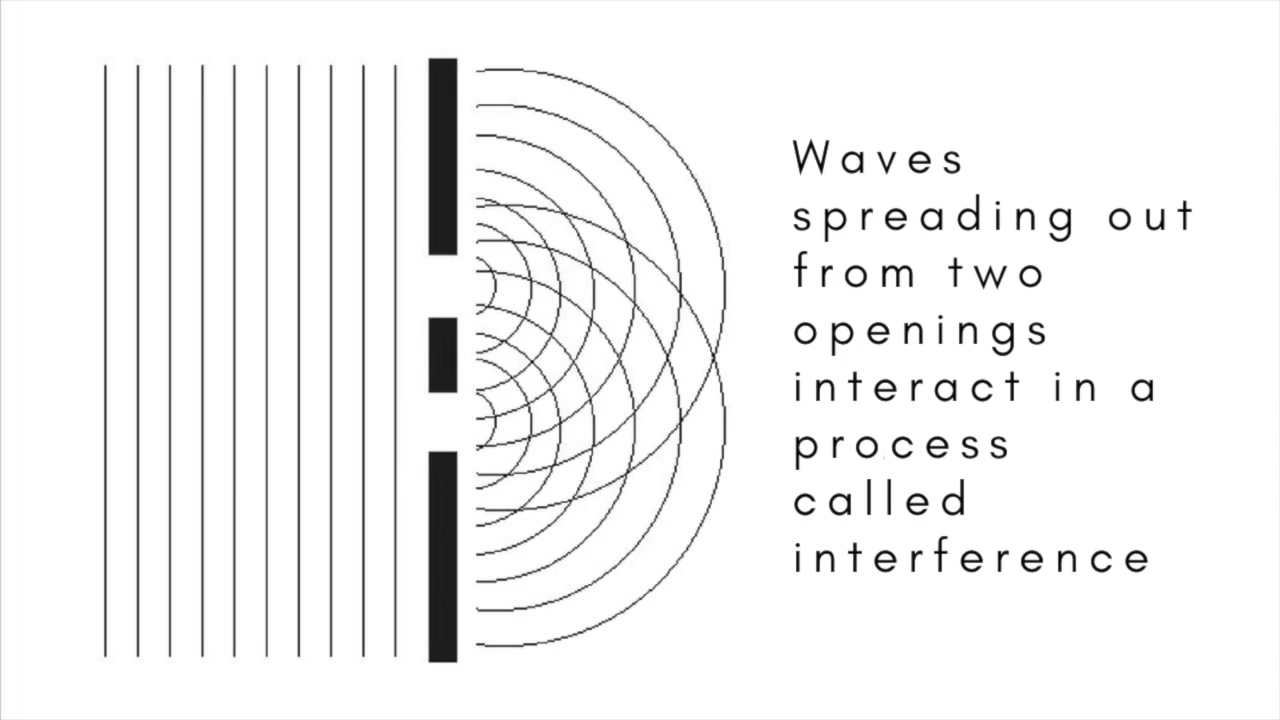 Waves
spreading out
from two
openings
interact in a
process
called
interference